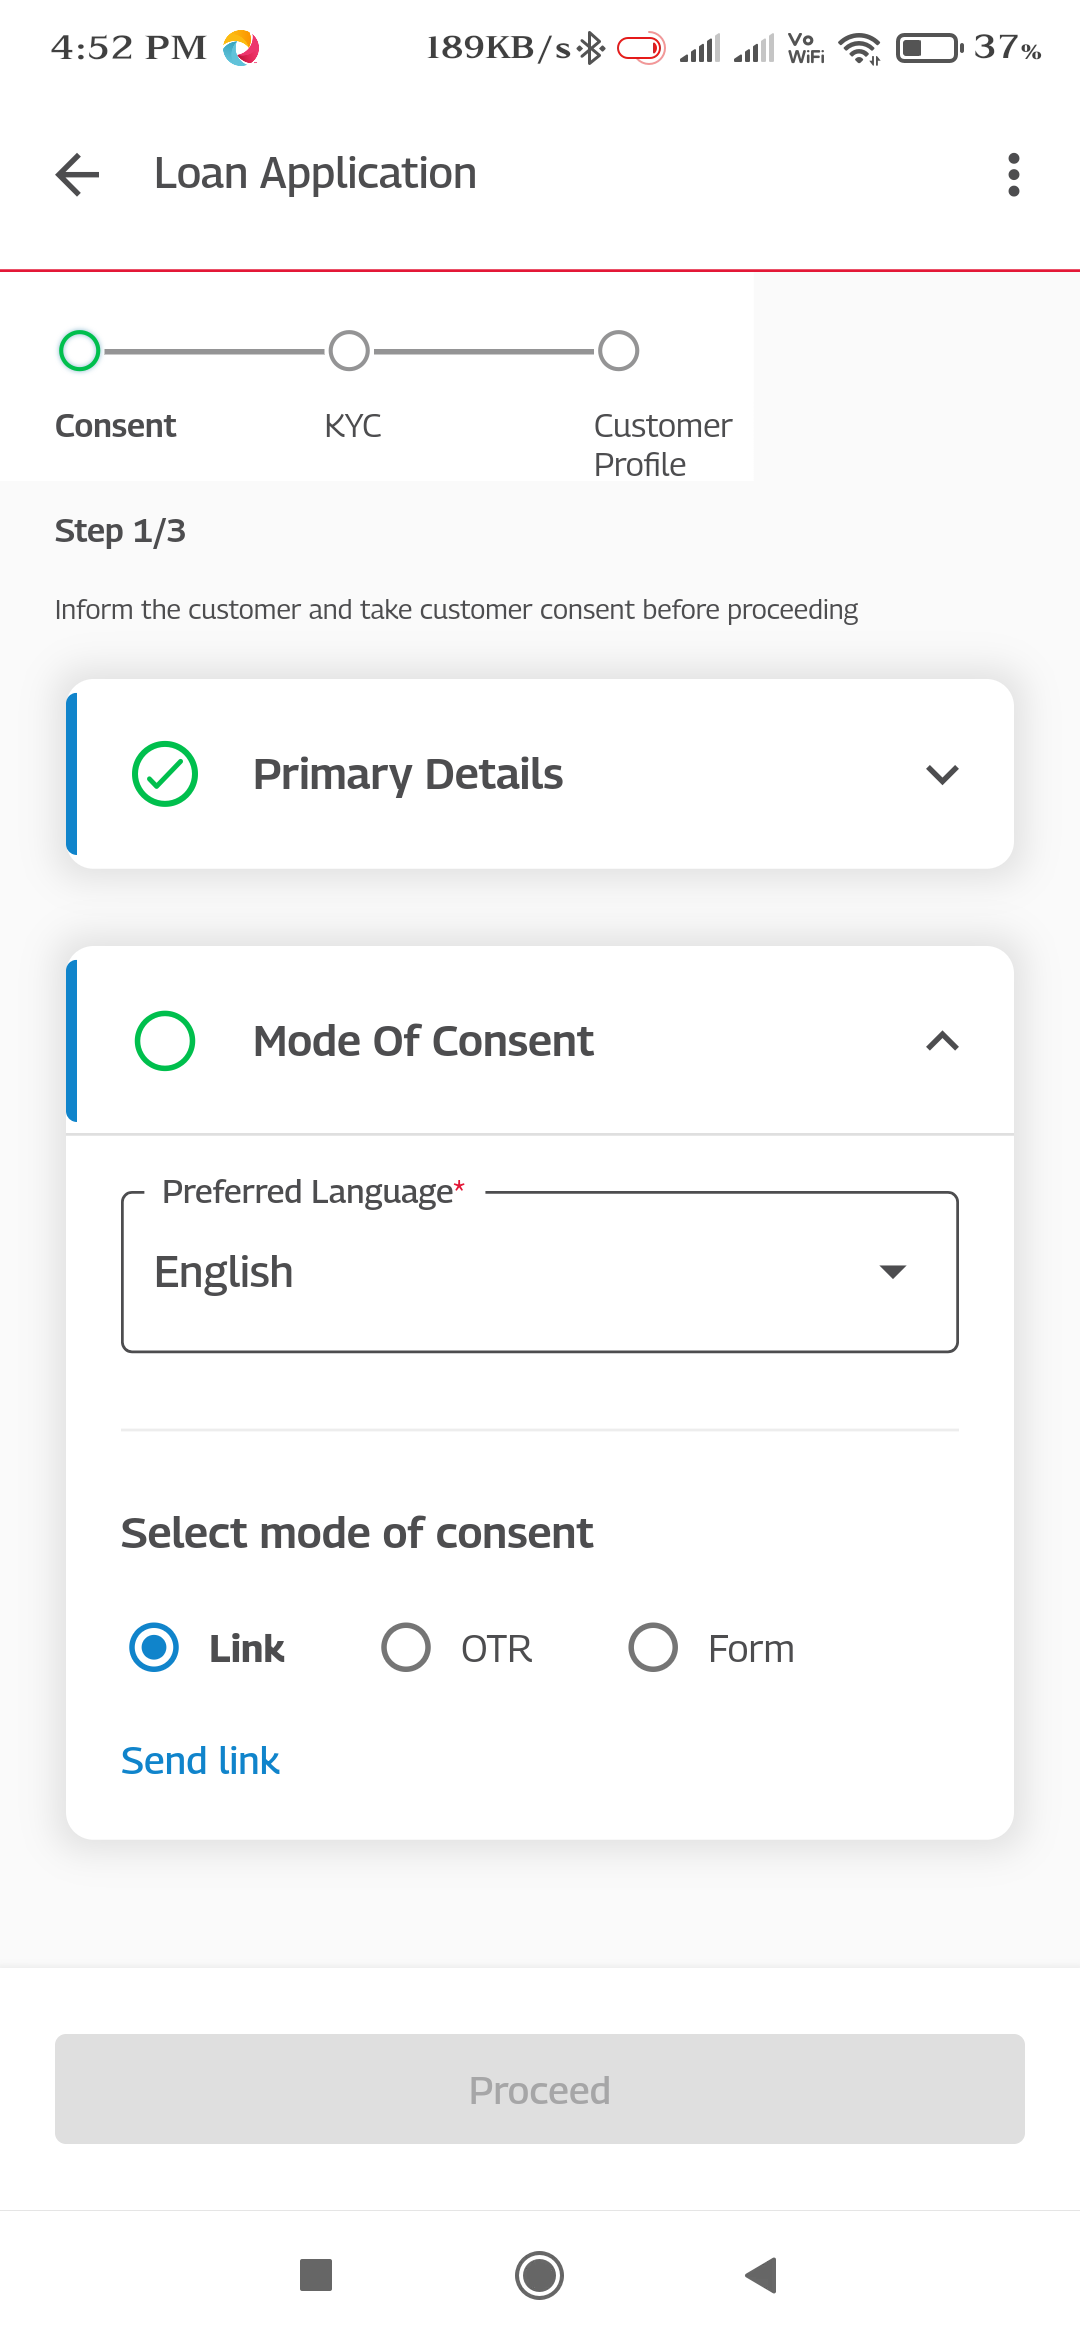 4:52 PM 189KB/s Vo WiFi 37%
Loan Application
Consent KYC Customer
Profile
Step 1/3
Inform the customer and take customer consent before proceeding
Primary Details
Mode Of Consent
Preferred Language*
English
Select mode of consent
Link OTR Form
Send link
Proceed